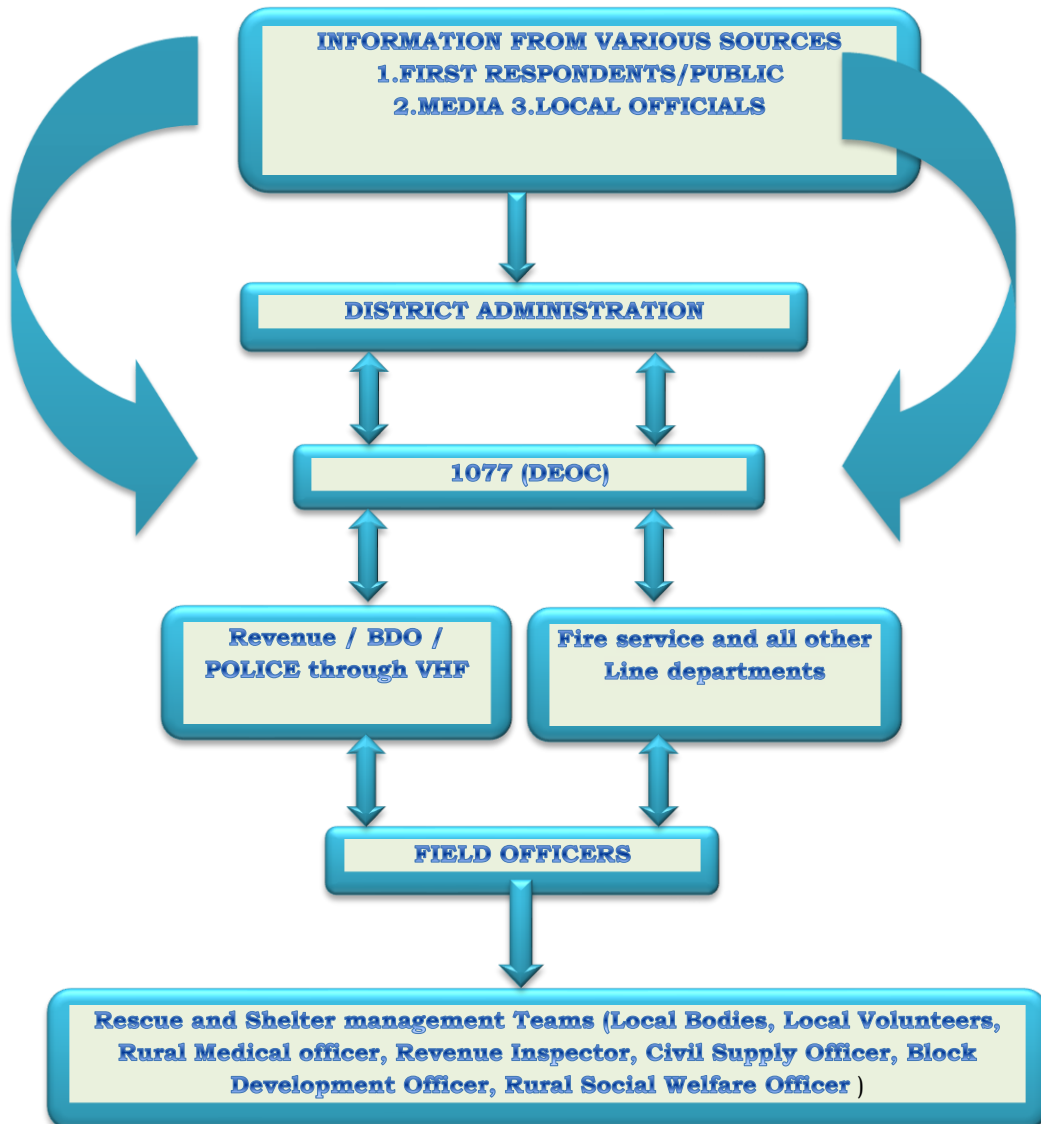 INFORMATION FROM VARIOUS SOURCES
1.FIRST RESPONDENTS/PUBLIC
2.MEDIA 3.LOCAL OFFICIALS
DISTRICT ADMINISTRATION
1077 (DEOC)
Revenue / BDO /
POLICE through VHF
Fire service and all other
Line departments
FIELD OFFICERS
Rescue and Shelter management Teams (Local Bodies, Local Volunteers,
Rural Medical officer, Revenue Inspector, Civil Supply Officer, Block
Development Officer, Rural Social Welfare Officer )